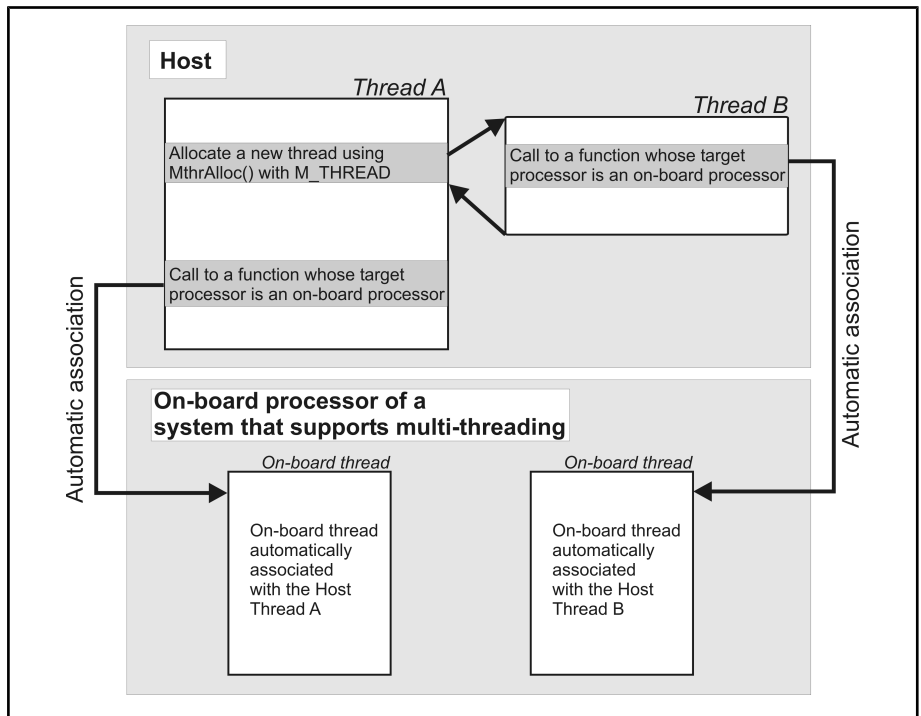 Host
Thread A
Allocate a new thread using
MthrAlloc() with M_THREAD
Call to a function whose target
processor is an on-board processor
Thread B
Call to a function whose target
processor is an on-board processor
Automatic association
Automatic association
On-board processor of a
system that supports multi-threading
On-board thread
On-board thread
automatically
associated
with the Host
Thread A
On-board thread
On-board thread
automatically
associated
with the Host
Thread B